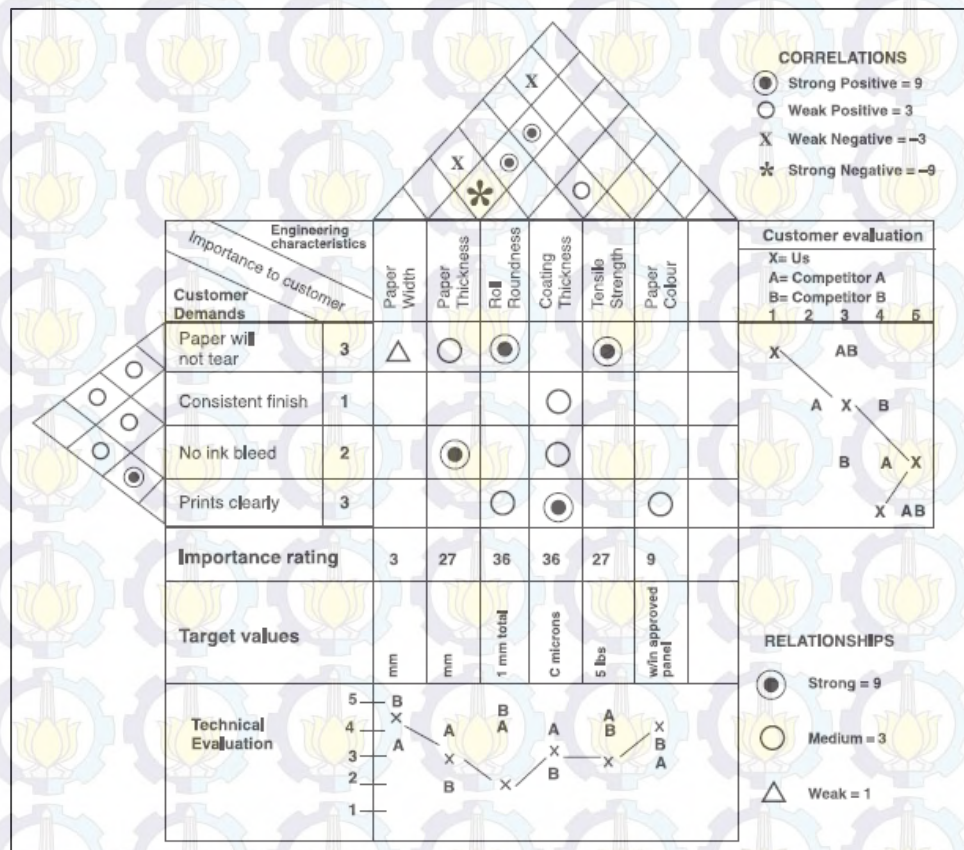 CORRELATIONS
Strong Positive = 9
Weak Positive = 3
X Weak Negative = –3
* Strong Negative = –9
X
X
*
Engineering characteristics
Importance to customer
Customer Demands
Paper Width
Paper Thickness
Roll Roundness
Coating Thickness
Tensile Strength
Paper Colour
Customer evaluation
X= Us
A= Competitor A
B= Competitor B
1 2 3 4 5
Paper will not tear 3
X AB
Consistent finish 1
A X B
No ink bleed 2
B A X
Prints clearly 3
X AB
Importance rating 3 27 36 36 27 9
Target values
mm
mm
1 mm total
C microns
5 lbs
w/in approved panel
RELATIONSHIPS
Strong = 9
Medium = 3
Weak = 1
Technical Evaluation
5
4
3
2
1
B X A
A X B
B A X
A X B
A B X
X B A